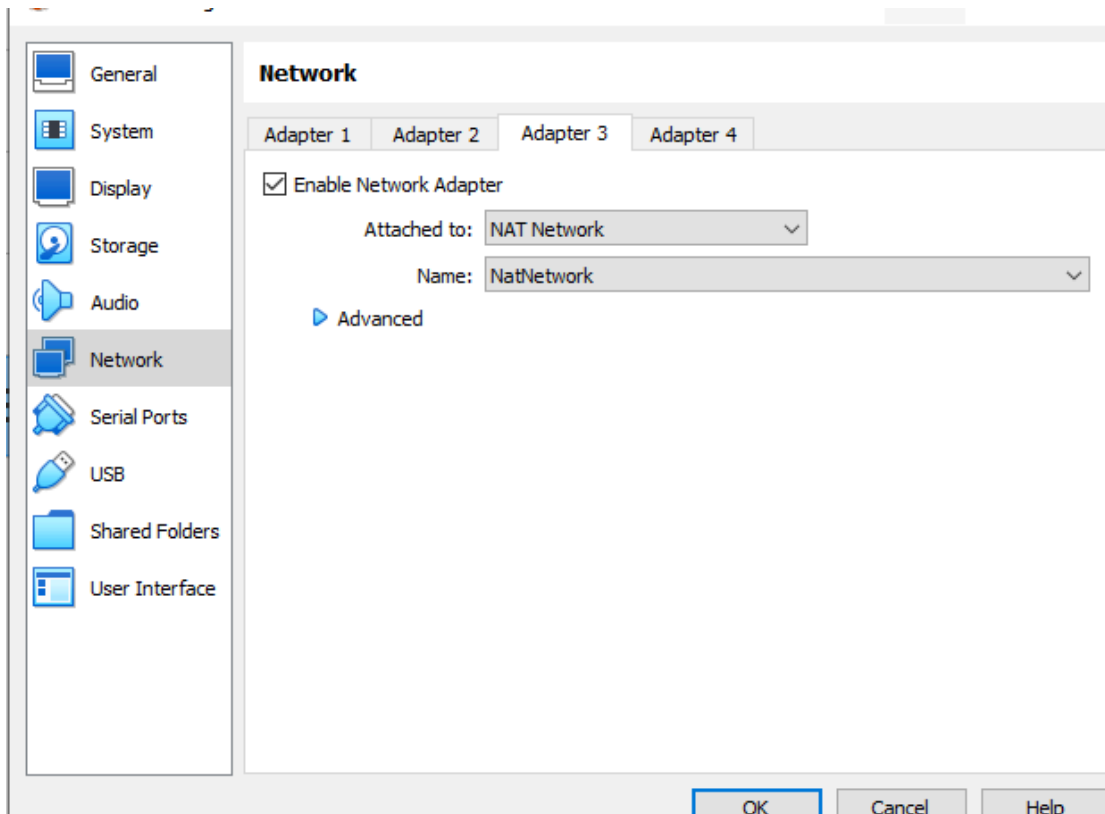 General
System
Display
Storage
Audio
Network
Serial Ports
USB
Shared Folders
User Interface
Network
Adapter 1 Adapter 2 Adapter 3 Adapter 4
Enable Network Adapter
Attached to: NAT Network
Name: NatNetwork
Advanced
OK Cancel Help